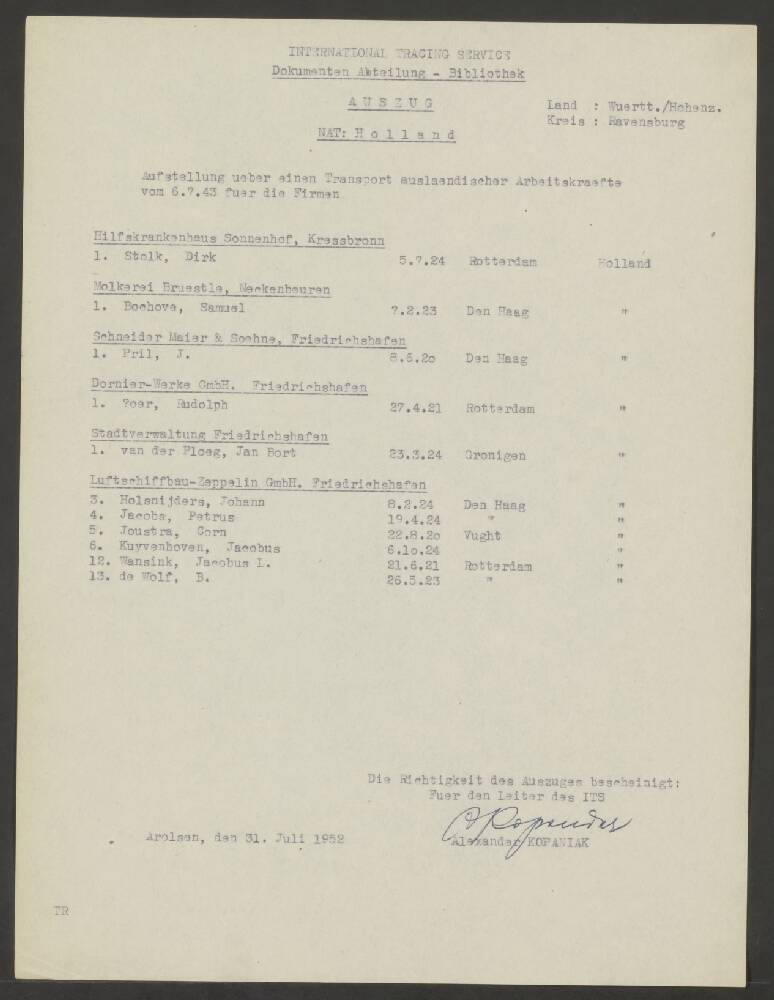 INTERNATIONAL TRACING SERVICE
Dokumenten Abteilung - Bibliothek
A U S Z U G
Land : Wuertt./Hohenz.
Kreis : Ravensburg
NAT: H o l l a n d
Aufstellung ueber einen Transport auslaendischer Arbeitskraefte
vom 6.7.43 fuer die Firmen
Hilfskrankenhaus Sonnenhof, Kressbronn
1. Stolk, Dirk 5.7.24 Rotterdam Holland
Molkerei Bruestle, Neckenbeuren
1. Bochove, Samuel 7.2.23 Den Haag "
Schneider Maier & Soehne, Friedrichshafen
1. Pril, J. 8.6.2o Den Haag "
Dornier-Werke GmbH. Friedrichshafen
1. ?oer, Rudolph 27.4.21 Rotterdam "
Stadtverwaltung Friedrichshafen
1. van der Ploeg, Jan Bort 23.3.24 Gronigen "
Luftschiffbau-Zeppelin GmbH. Friedrichshafen
3. Holsnijders, Johann 8.2.24 Den Haag "
4. Jacobs, Petrus 19.4.24 " "
5. Joustra, Corn 22.8.2o Vught "
6. Kuyvenhoven, Jacobus 6.1o.24 "
12. Wansink, Jacobus L. 21.6.21 Rotterdam "
13. de Wolf, B. 26.5.23 " "
Die Richtigkeit des Auszuges bescheinigt:
Fuer den Leiter des ITS
Arolsen, den 31. Juli 1952
Alexander KOPANIAK
TR